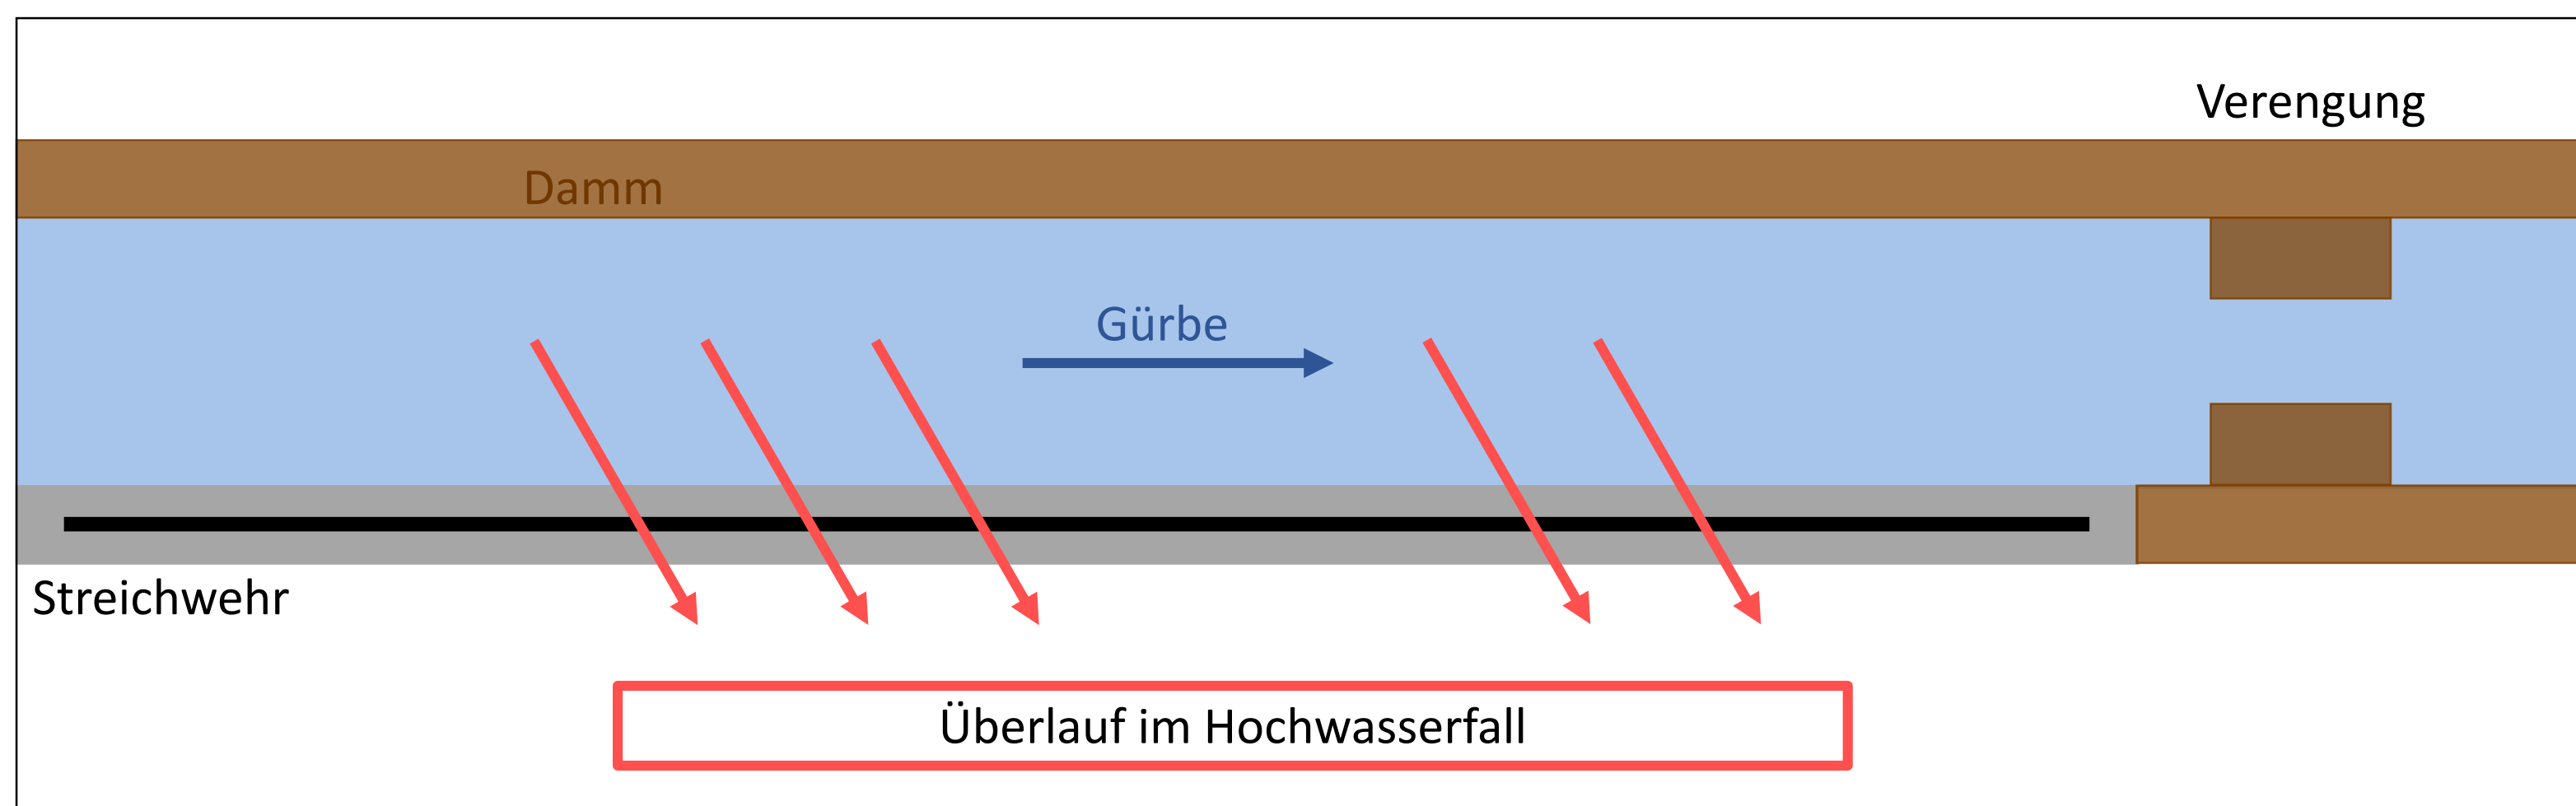 Verengung
Damm
Gürbe
Streichwehr
Überlauf im Hochwasserfall